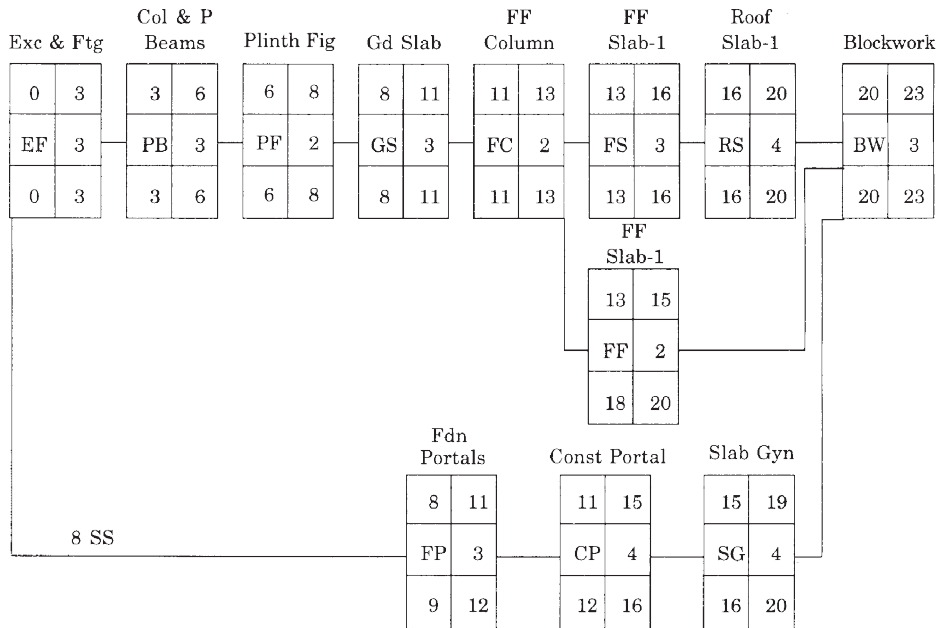 Exc & Ftg Col & P Beams Plinth Fig Gd Slab FF Column FF Slab-1 Roof Slab-1 Blockwork
0 3 3 6 6 8 8 11 11 13 13 16 16 20 20 23
EF 3 PB 3 PF 2 GS 3 FC 2 FS 3 RS 4 BW 3
0 3 3 6 6 8 8 11 11 13 13 16 16 20 20 23
FF
Slab-1
13 15
FF 2
18 20
Fdn Portals Const Portal Slab Gyn
8 11 11 15 15 19
8 SS
FP 3 CP 4 SG 4
9 12 12 16 16 20